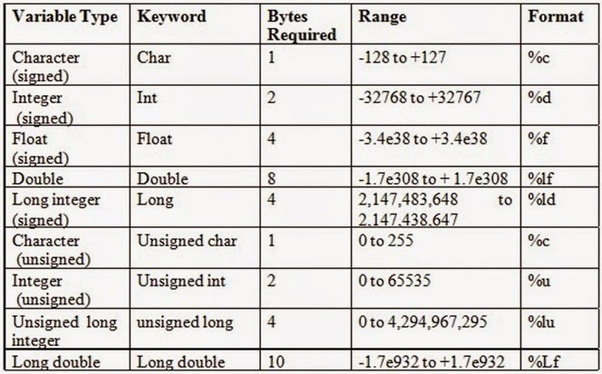 Variable Type Keyword Bytes Required Range Format
Character (signed) Char 1 -128 to +127 %c
Integer (signed) Int 2 -32768 to +32767 %d
Float (signed) Float 4 -3.4e38 to +3.4e38 %f
Double Double 8 -1.7e308 to + 1.7e308 %lf
Long integer (signed) Long 4 2,147,483,648 to 2,147,438,647 %ld
Character (unsigned) Unsigned char 1 0 to 255 %c
Integer (unsigned) Unsigned int 2 0 to 65535 %u
Unsigned long integer unsigned long 4 0 to 4,294,967,295 %lu
Long double Long double 10 -1.7e932 to +1.7e932 %Lf